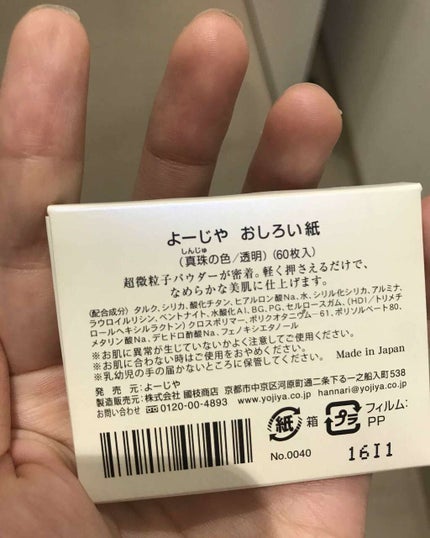 よーじや おしろい紙
しんじゅ
(真珠の色/透明) (60枚入)
超微粒子パウダーが密着。軽く押さえるだけで、
なめらかな美肌に仕上げます。
(配合成分) タルク、シリカ、酸化チタン、ヒアルロン酸Na、水、シリル化シリカ、アルミナ、
ラウロイルリシン、ベントナイト、水酸化Al、BG、PG、セルロースガム、(HDI/トリメチ
ロールヘキシルラクトン)クロスポリマー、ポリクオタニウム-61、ポリソルベート80、
メタリン酸Na、デヒドロ酢酸Na、フェノキシエタノール
※お肌に異常が生じていないかよく注意してご使用ください。
※お肌に合わない時はご使用をおやめください。
※乳幼児の手の届かないところに保管してください。 Made in Japan
発売元:よーじや
製造販売元:株式会社 國枝商店 京都市中京区河原町通二条下る一之船入町538
お問い合わせ 0120-00-4893 www.yojiya.co.jp hannari@yojiya.co.jp
紙 箱 プラ フィルム:
PP
No.0040 16I1